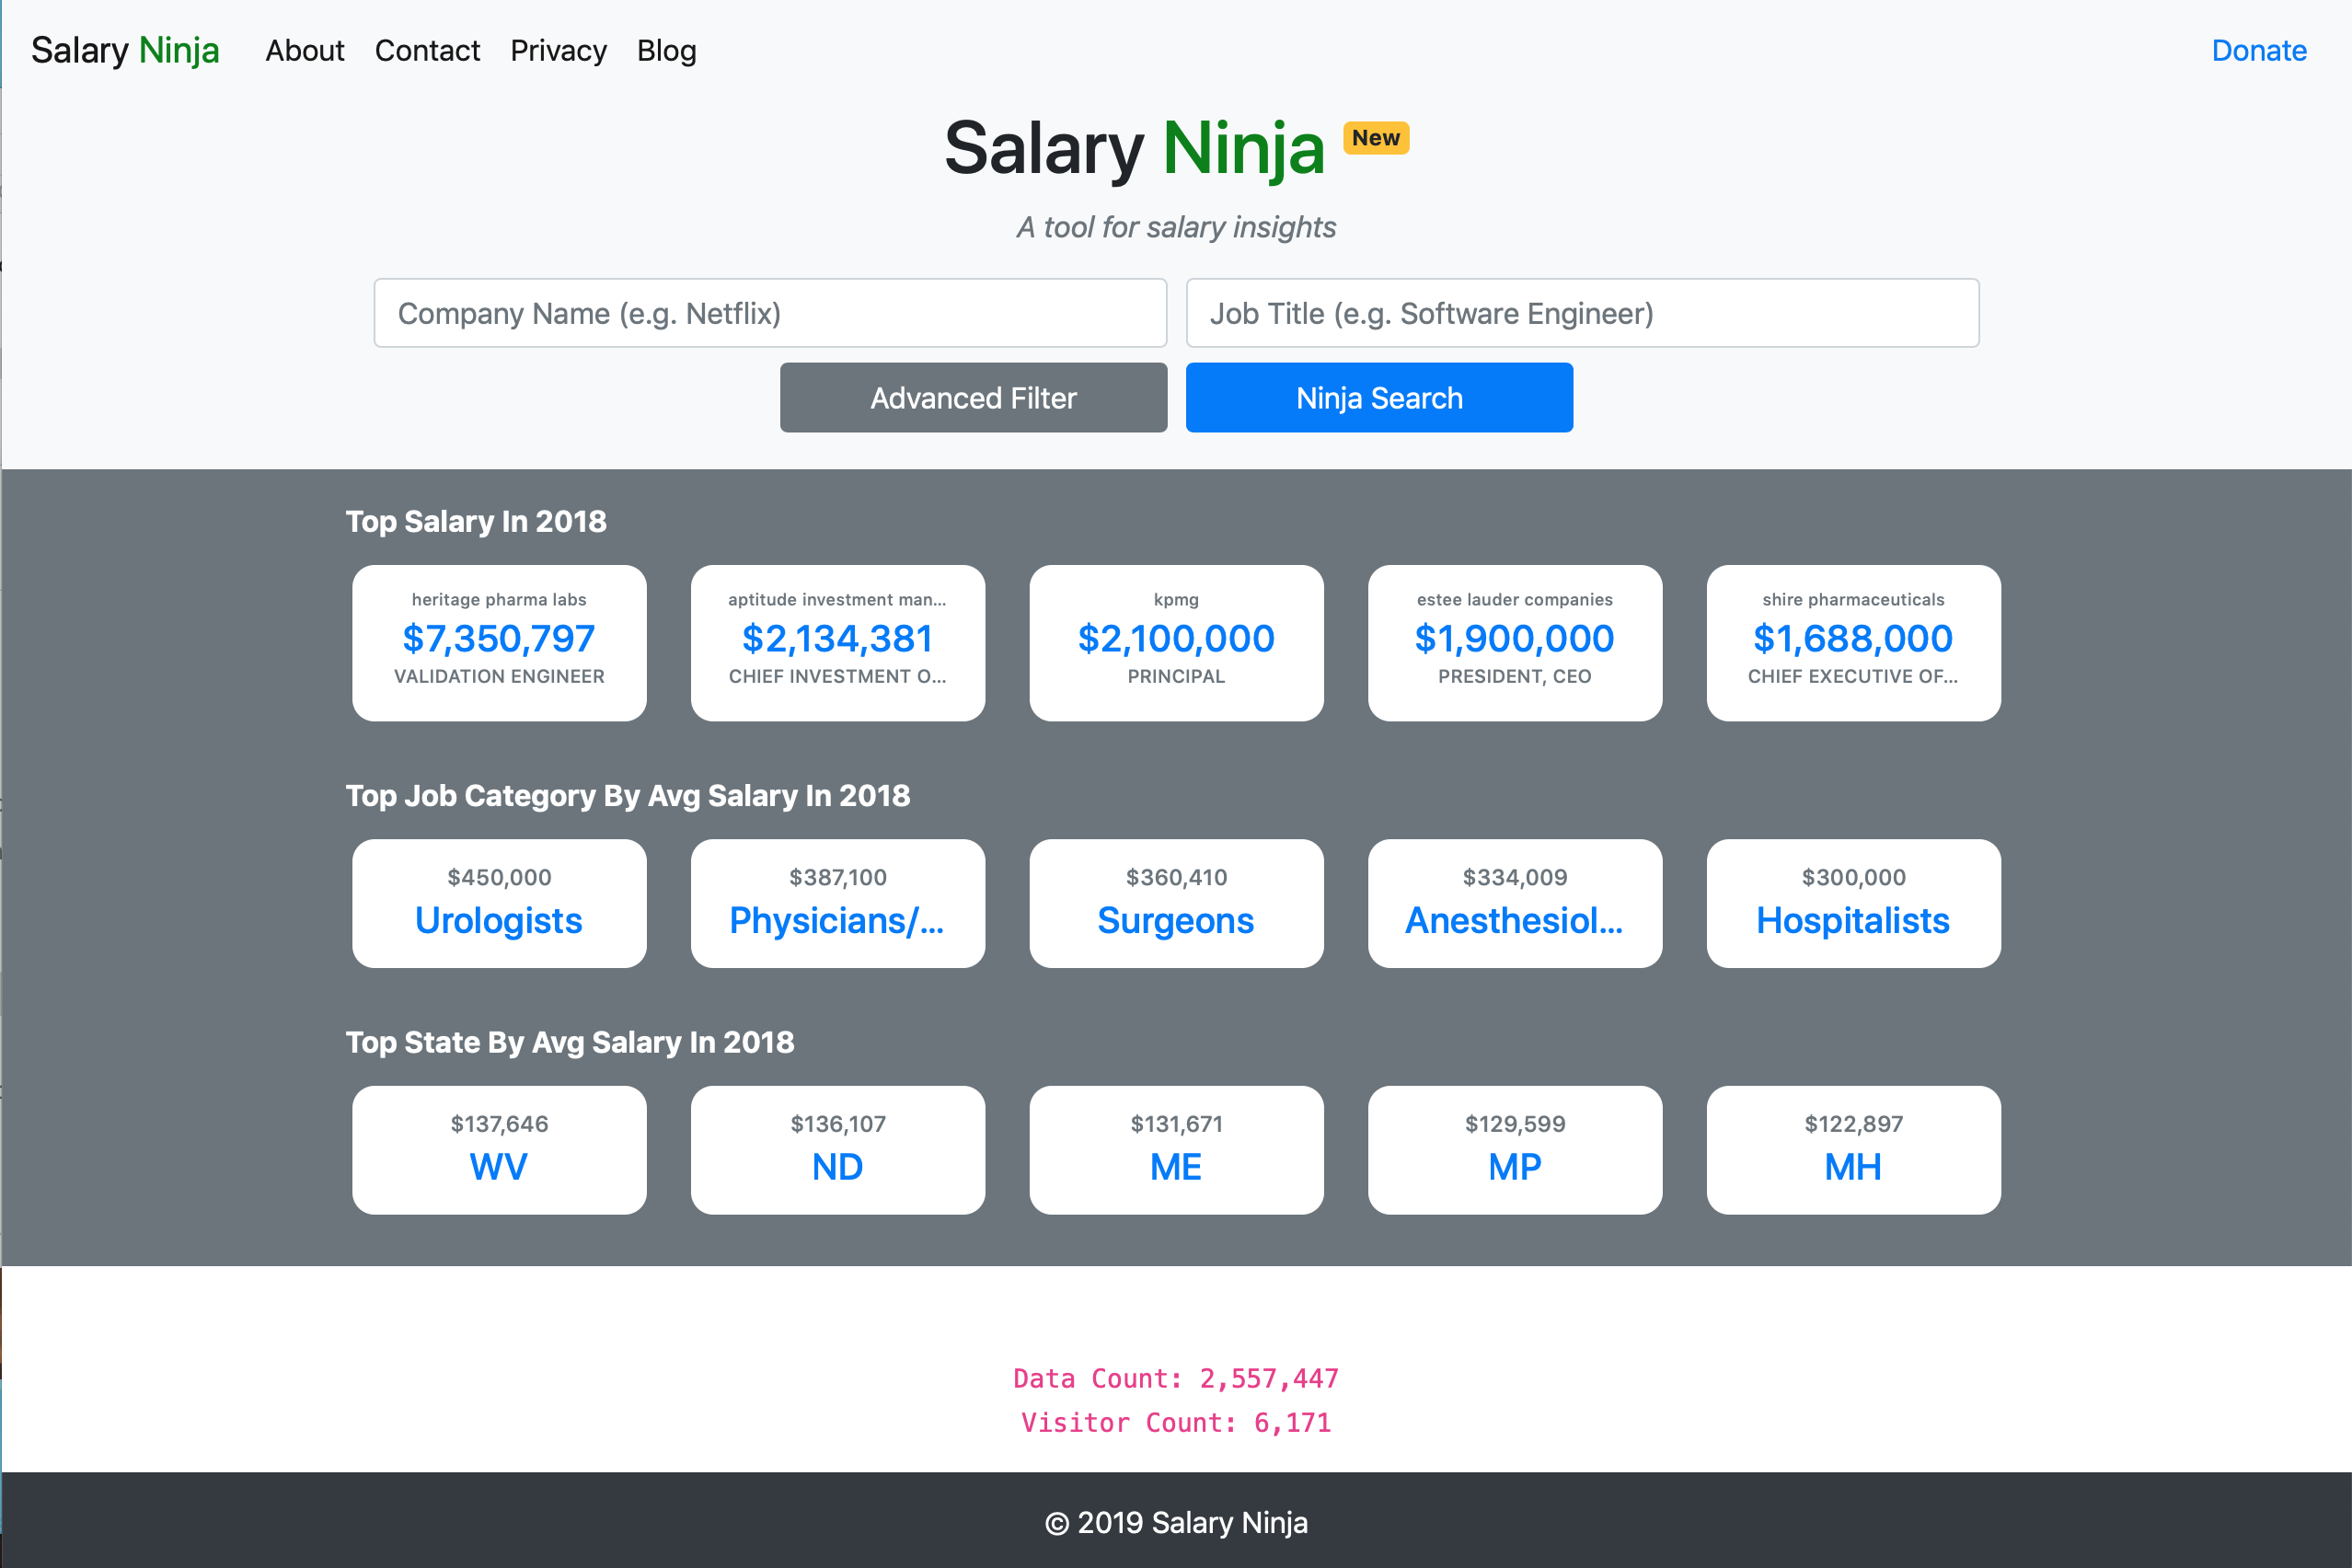 Salary Ninja About Contact Privacy Blog Donate
Salary Ninja New
A tool for salary insights
Company Name (e.g. Netflix) Job Title (e.g. Software Engineer)
Advanced Filter Ninja Search
Top Salary In 2018
heritage pharma labs aptitude investment man... kpmg estee lauder companies shire pharmaceuticals
$7,350,797 $2,134,381 $2,100,000 $1,900,000 $1,688,000
VALIDATION ENGINEER CHIEF INVESTMENT O... PRINCIPAL PRESIDENT, CEO CHIEF EXECUTIVE OF...
Top Job Category By Avg Salary In 2018
$450,000 $387,100 $360,410 $334,009 $300,000
Urologists Physicians/... Surgeons Anesthesiol... Hospitalists
Top State By Avg Salary In 2018
$137,646 $136,107 $131,671 $129,599 $122,897
WV ND ME MP MH
Data Count: 2,557,447
Visitor Count: 6,171
© 2019 Salary Ninja